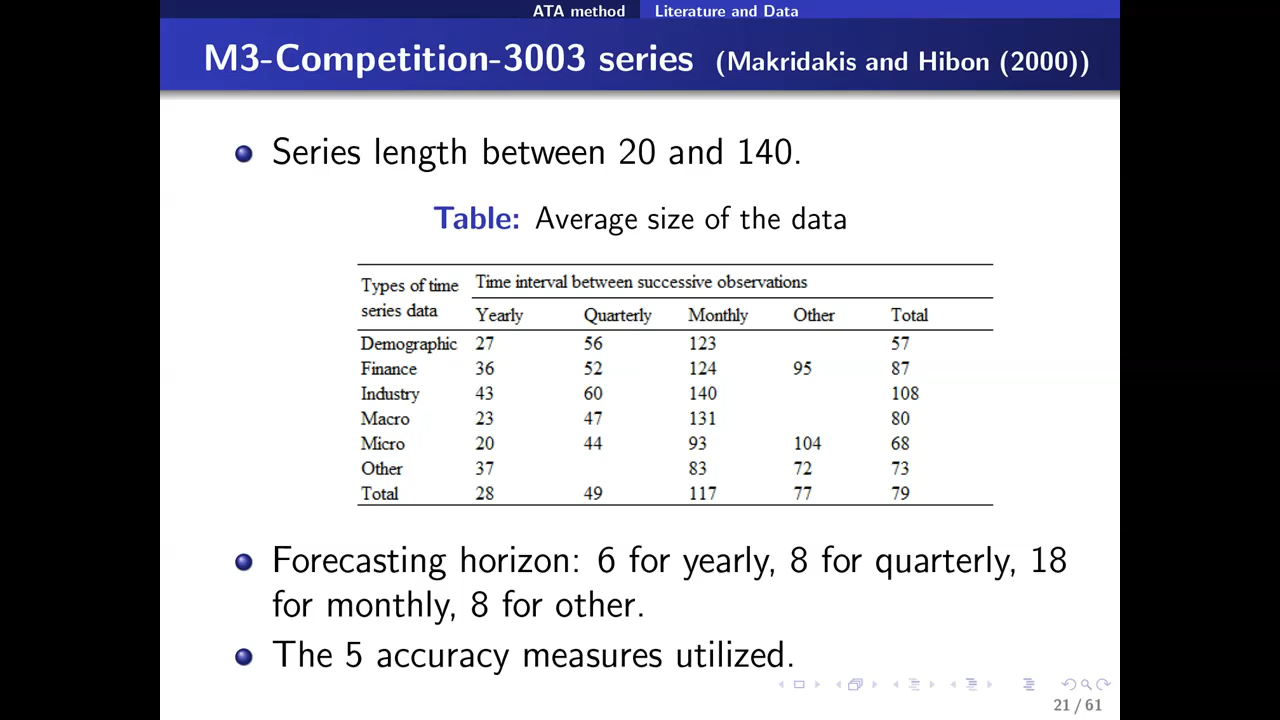 ATA method Literature and Data
M3-Competition-3003 series (Makridakis and Hibon (2000))
Series length between 20 and 140.
Table: Average size of the data
Types of time series data Time interval between successive observations
Yearly Quarterly Monthly Other Total
Demographic 27 56 123 57
Finance 36 52 124 95 87
Industry 43 60 140 108
Macro 23 47 131 80
Micro 20 44 93 104 68
Other 37 83 72 73
Total 28 49 117 77 79
Forecasting horizon: 6 for yearly, 8 for quarterly, 18
for monthly, 8 for other.
The 5 accuracy measures utilized.
21 / 61